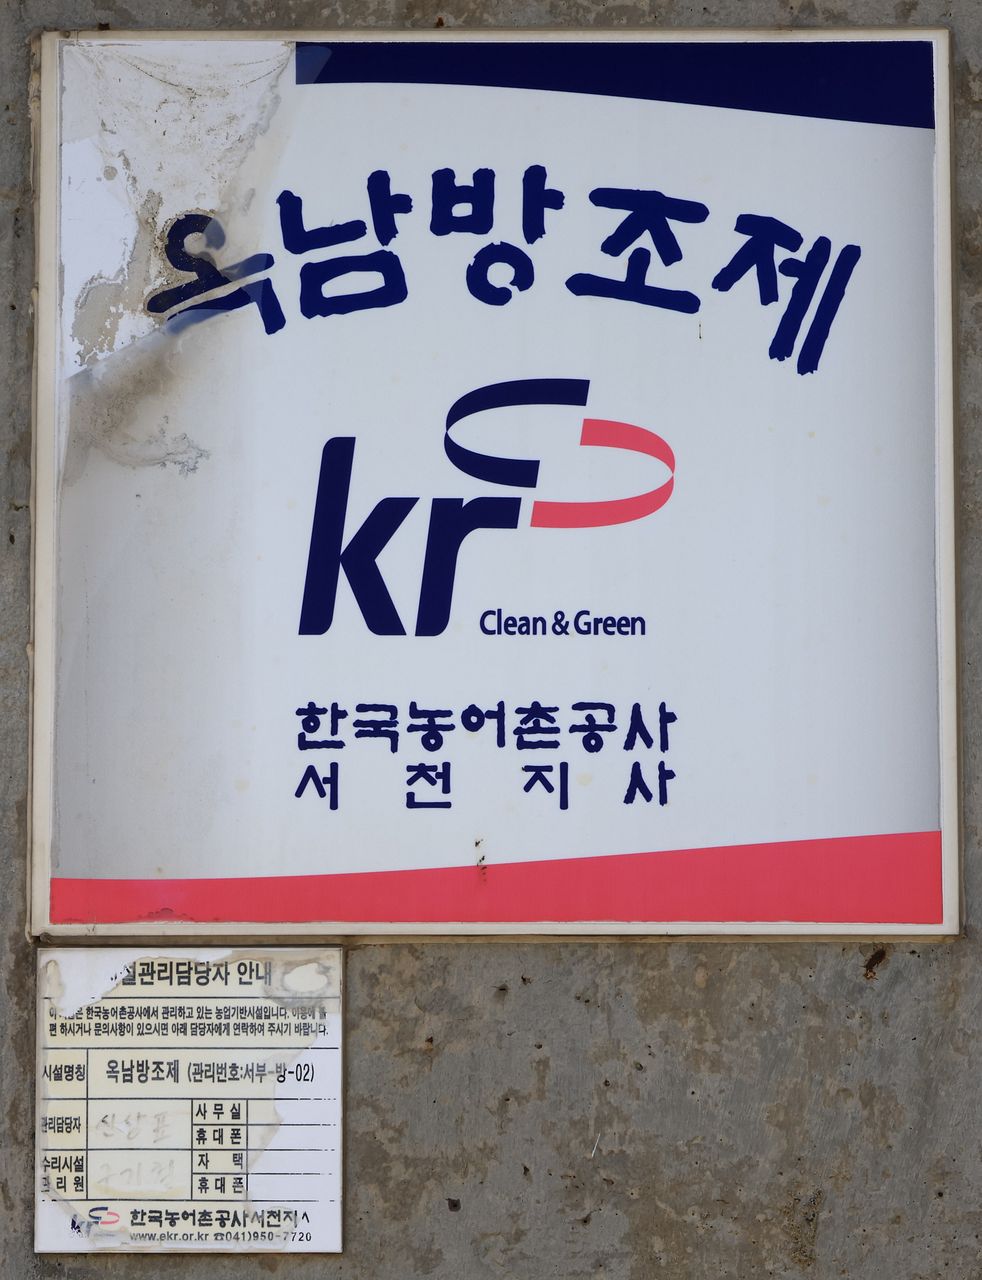 옥남방조제
kr
Clean & Green
한국농어촌공사
서천지사
시설관리담당자 안내
이 시설은 한국농어촌공사에서 관리하고 있는 농업기반시설입니다. 이용에 불
편 하시거나 문의사항이 있으시면 아래 담당자에게 연락하여 주시기 바랍니다.
시설명칭 옥남방조제 (관리번호:서부-방-02)
관리담당자 사무실
휴대폰
수리시설 자택
관리원 휴대폰
kr 한국농어촌공사서천지사
www.ekr.or.kr ☎041)950-7720